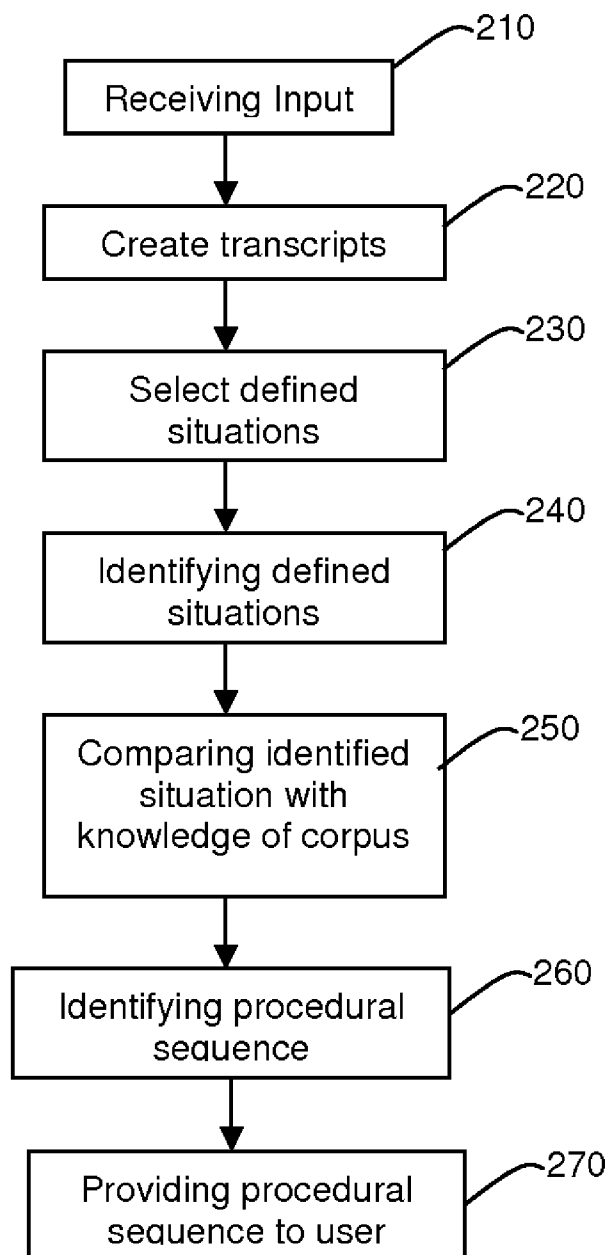 210
Receiving Input
220
Create transcripts
230
Select defined
situations
240
Identifying defined
situations
250
Comparing identified
situation with
knowledge of corpus
260
Identifying procedural
sequence
270
Providing procedural
sequence to user